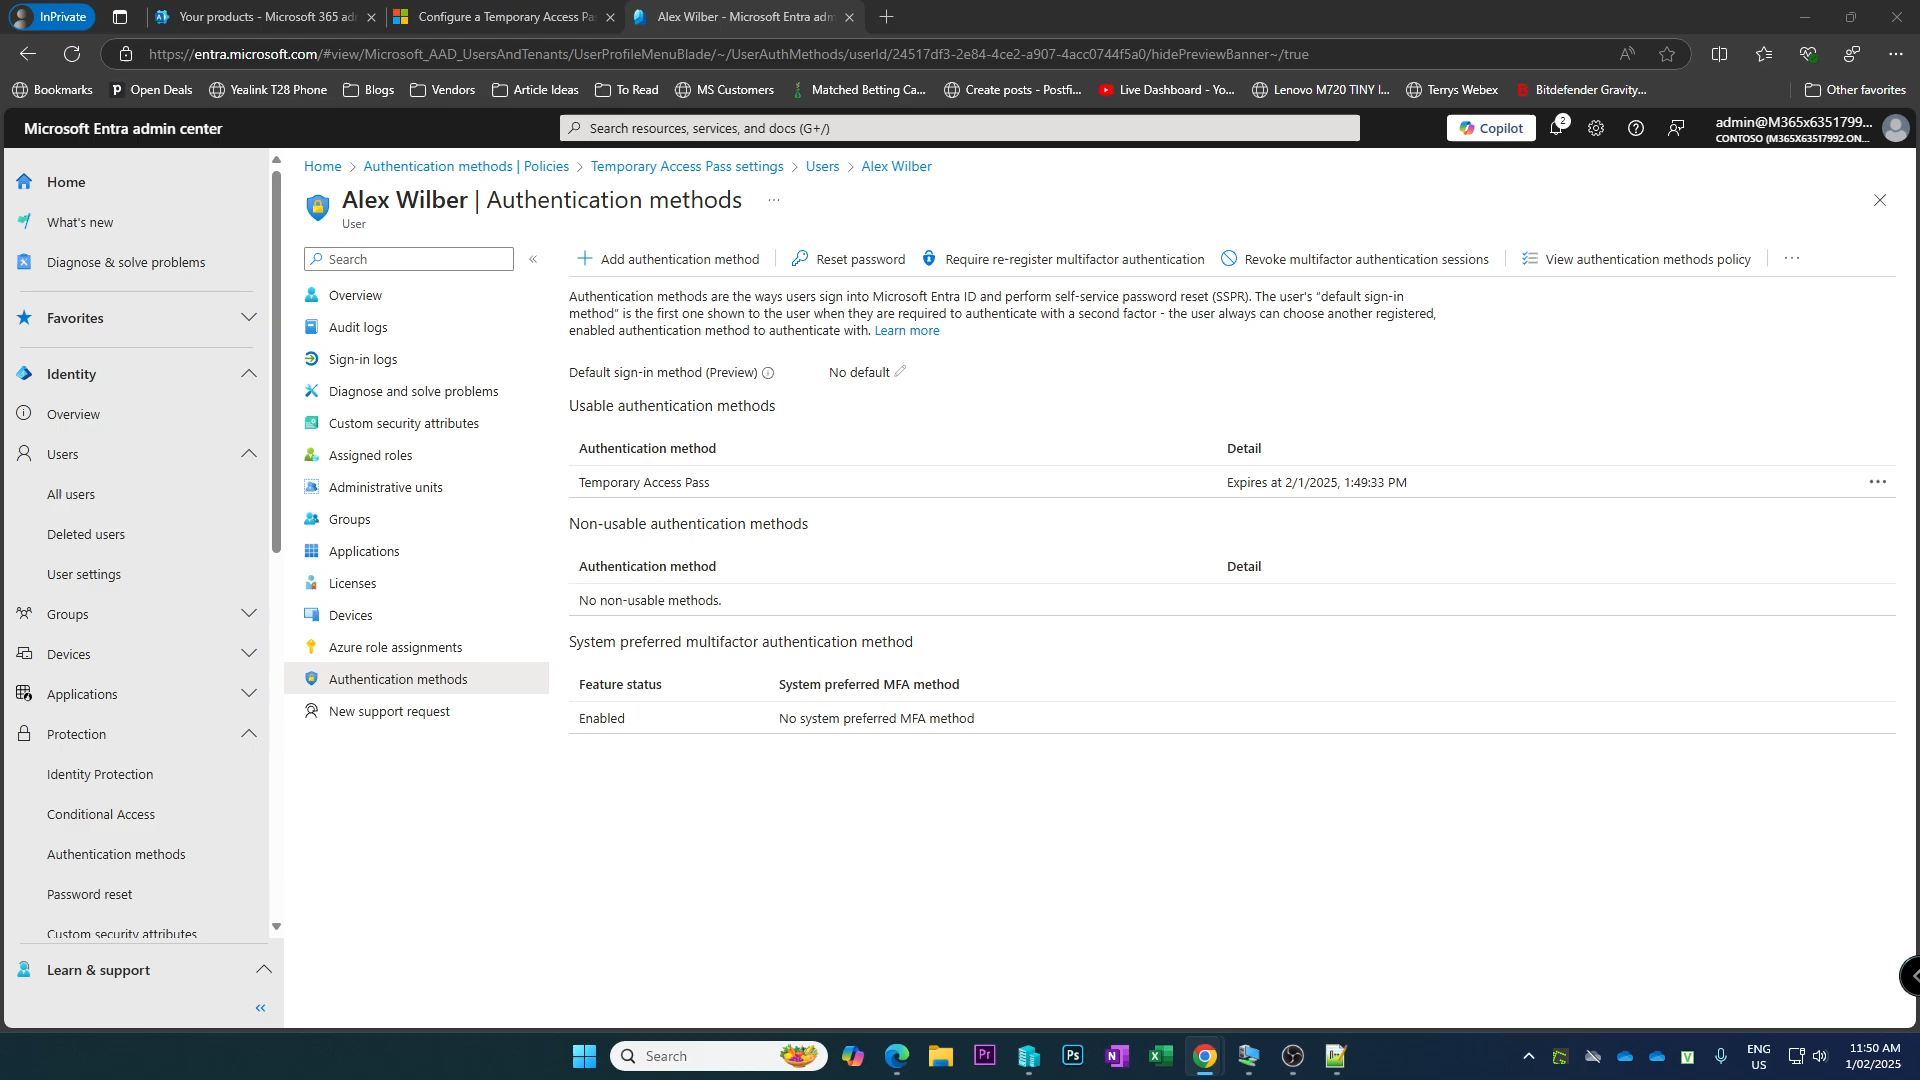 InPrivate
Your products - Microsoft 365 adm
Configure a Temporary Access Pa
Alex Wilber - Microsoft Entra adm
https://entra.microsoft.com/#view/Microsoft_AAD_UsersAndTenants/UserProfileMenuBlade/~/UserAuthMethods/userId/24517df3-2e84-4ce2-a907-4acc0744f5a0/hidePreviewBanner~/true
Bookmarks
Open Deals
Yealink T28 Phone
Blogs
Vendors
Article Ideas
To Read
MS Customers
Matched Betting Ca...
Create posts - Postfi...
Live Dashboard - Yo...
Lenovo M720 TINY I...
Terrys Webex
Bitdefender Gravity...
Other favorites
Microsoft Entra admin center
Search resources, services, and docs (G+/)
Copilot
2
admin@M365x6351799...
CONTOSO (M365X63517992.ON...
Home
What's new
Diagnose & solve problems
Favorites
Identity
Overview
Users
All users
Deleted users
User settings
Groups
Devices
Applications
Protection
Identity Protection
Conditional Access
Authentication methods
Password reset
Custom security attributes
Learn & support
Home > Authentication methods | Policies > Temporary Access Pass settings > Users > Alex Wilber
Alex Wilber | Authentication methods ...
User
Search
Overview
Audit logs
Sign-in logs
Diagnose and solve problems
Custom security attributes
Assigned roles
Administrative units
Groups
Applications
Licenses
Devices
Azure role assignments
Authentication methods
New support request
Add authentication method
Reset password
Require re-register multifactor authentication
Revoke multifactor authentication sessions
View authentication methods policy
Authentication methods are the ways users sign into Microsoft Entra ID and perform self-service password reset (SSPR). The user's “default sign-in
method” is the first one shown to the user when they are required to authenticate with a second factor - the user always can choose another registered,
enabled authentication method to authenticate with. Learn more
Default sign-in method (Preview) No default
Usable authentication methods
Authentication method Detail
Temporary Access Pass Expires at 2/1/2025, 1:49:33 PM
Non-usable authentication methods
Authentication method Detail
No non-usable methods.
System preferred multifactor authentication method
Feature status System preferred MFA method
Enabled No system preferred MFA method
Search
ENG
US
11:50 AM
1/02/2025